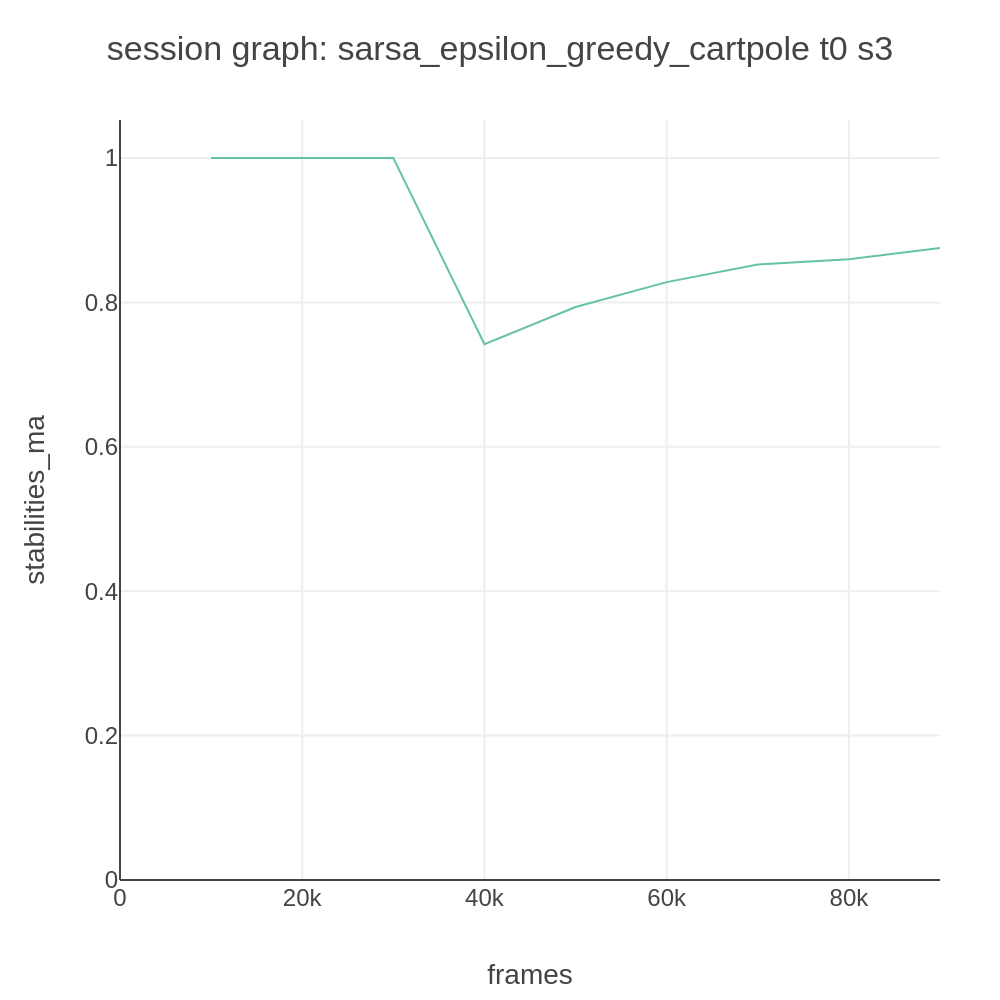 session graph: sarsa_epsilon_greedy_cartpole t0 s3
1
0.8
0.6
0.4
0.2
0
stabilities_ma
0
20k
40k
60k
80k
frames